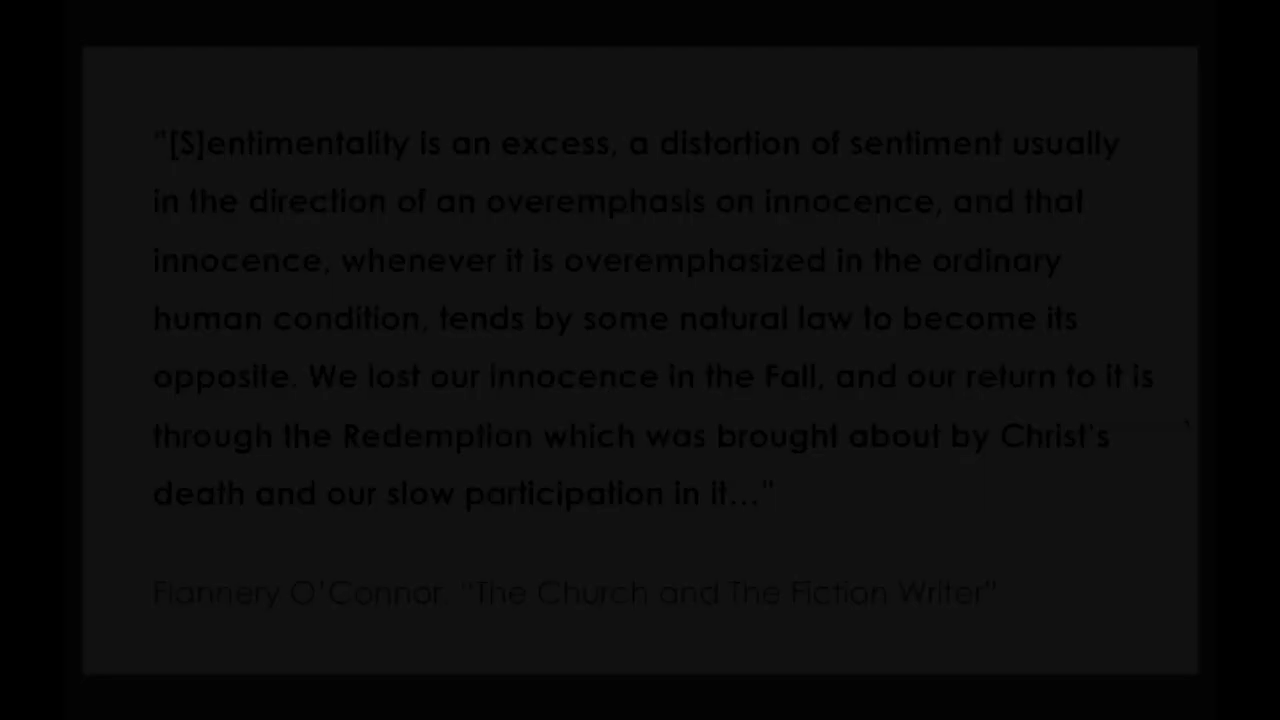 "[S]entimentality is an excess, a distortion of sentiment usually
in the direction of an overemphasis on innocence, and that
innocence, whenever it is overemphasized in the ordinary
human condition, tends by some natural law to become its
opposite. We lost our innocence in the Fall, and our return to it is
through the Redemption which was brought about by Christ's
death and our slow participation in it..."
Flannery O'Connor. "The Church and The Fiction Writer"